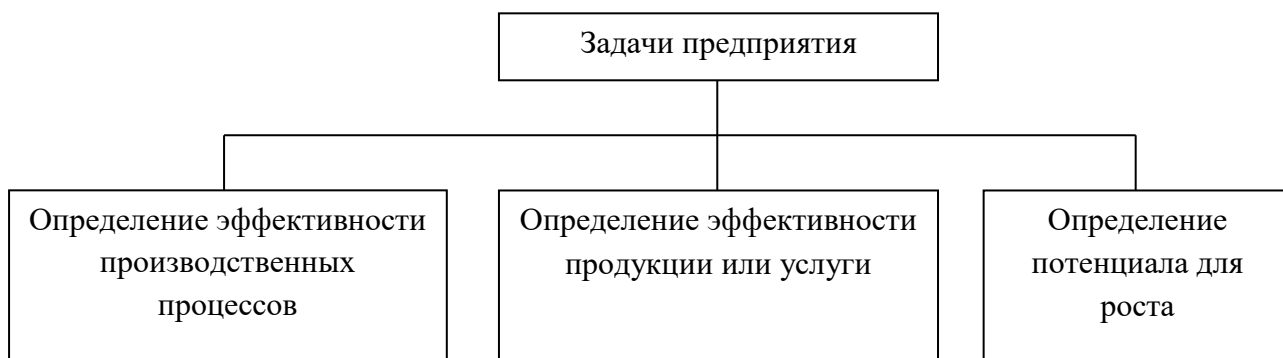 Задачи предприятия
Определение эффективности
производственных
процессов
Определение эффективности
продукции или услуги
Определение
потенциала для
роста